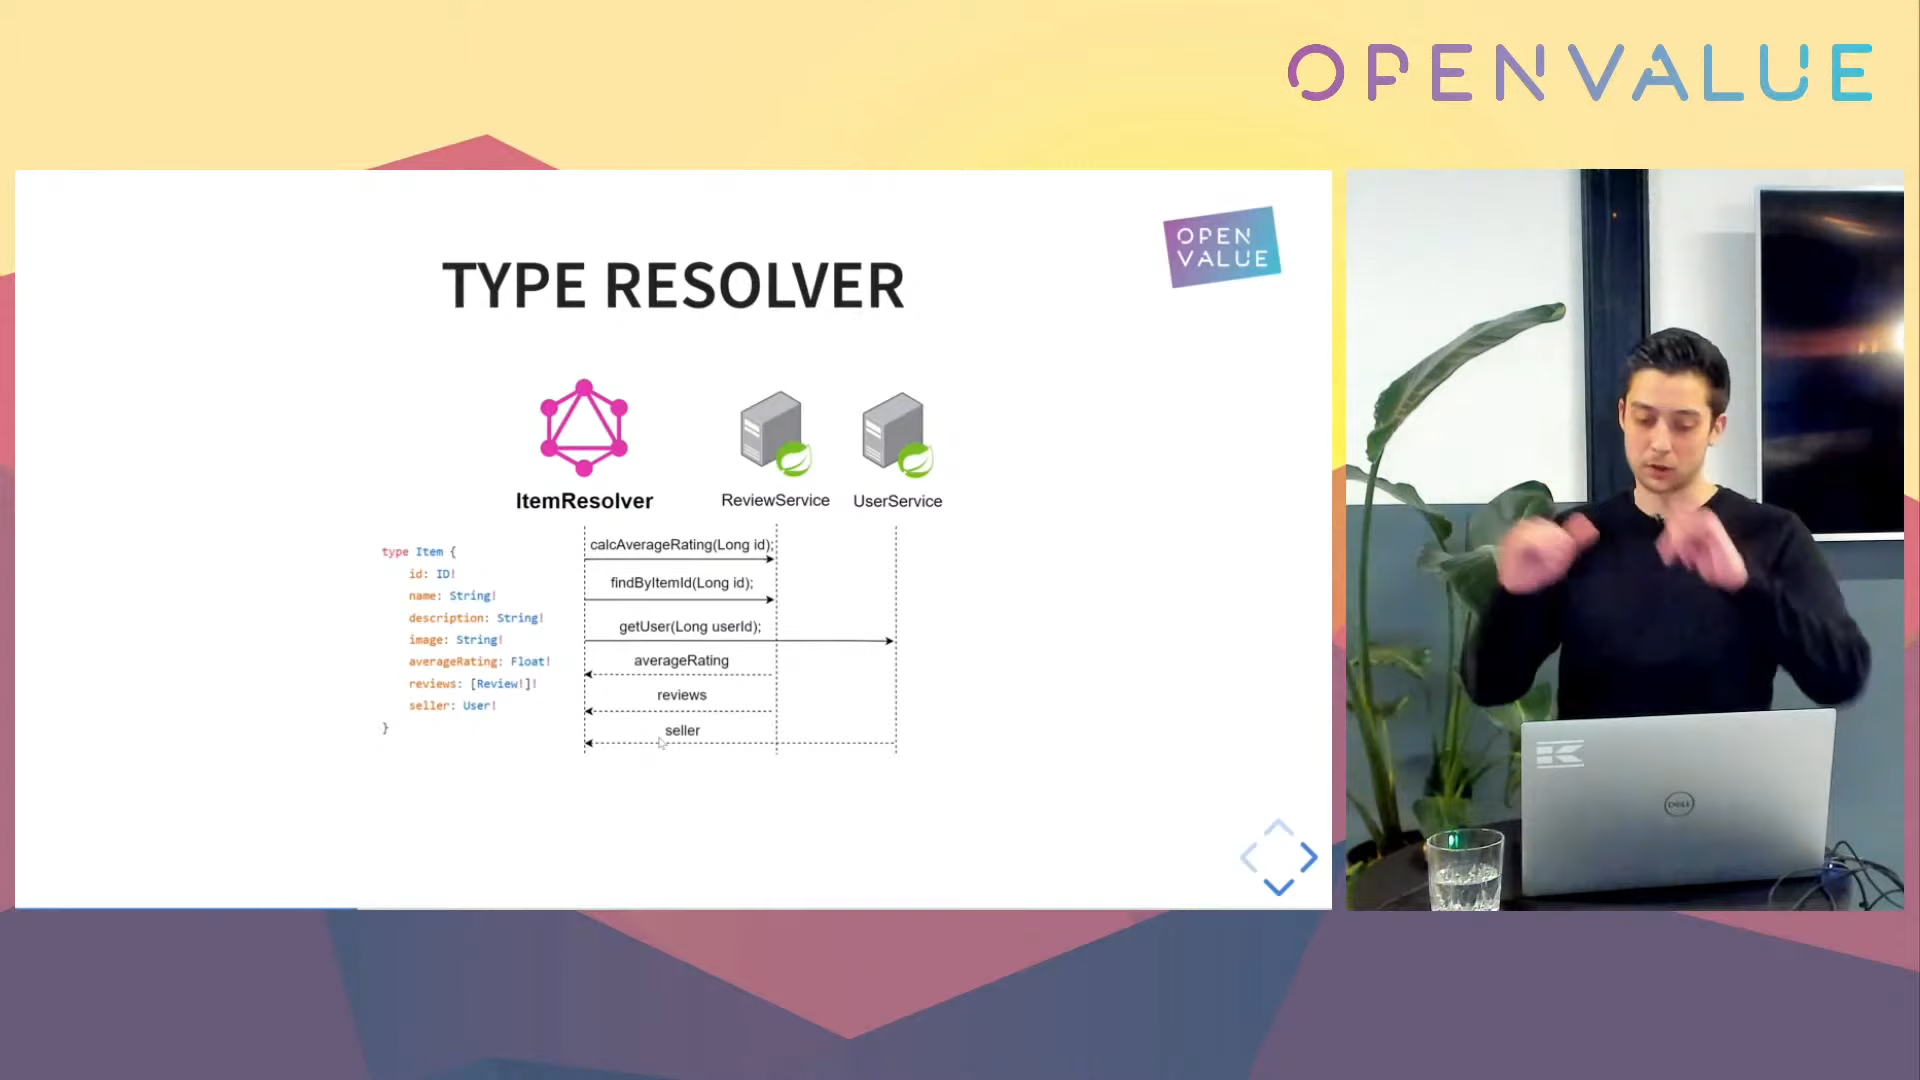 OPENVALUE
OPEN
VALUE
TYPE RESOLVER
ItemResolver
ReviewService
UserService
type Item {
id: ID!
name: String!
description: String!
image: String!
averageRating: Float!
reviews: [Review!]!
seller: User!
}
calcAverageRating(Long id);
findByItemId(Long id);
getUser(Long userId);
averageRating
reviews
seller
DELL